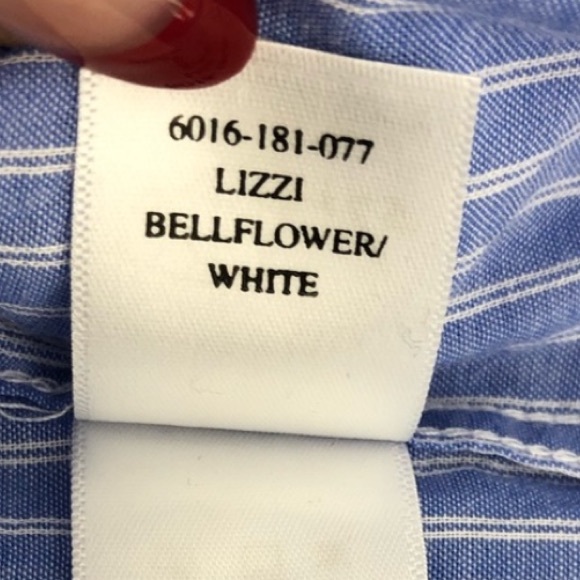 6016-181-077
LIZZI
BELLFLOWER/
WHITE